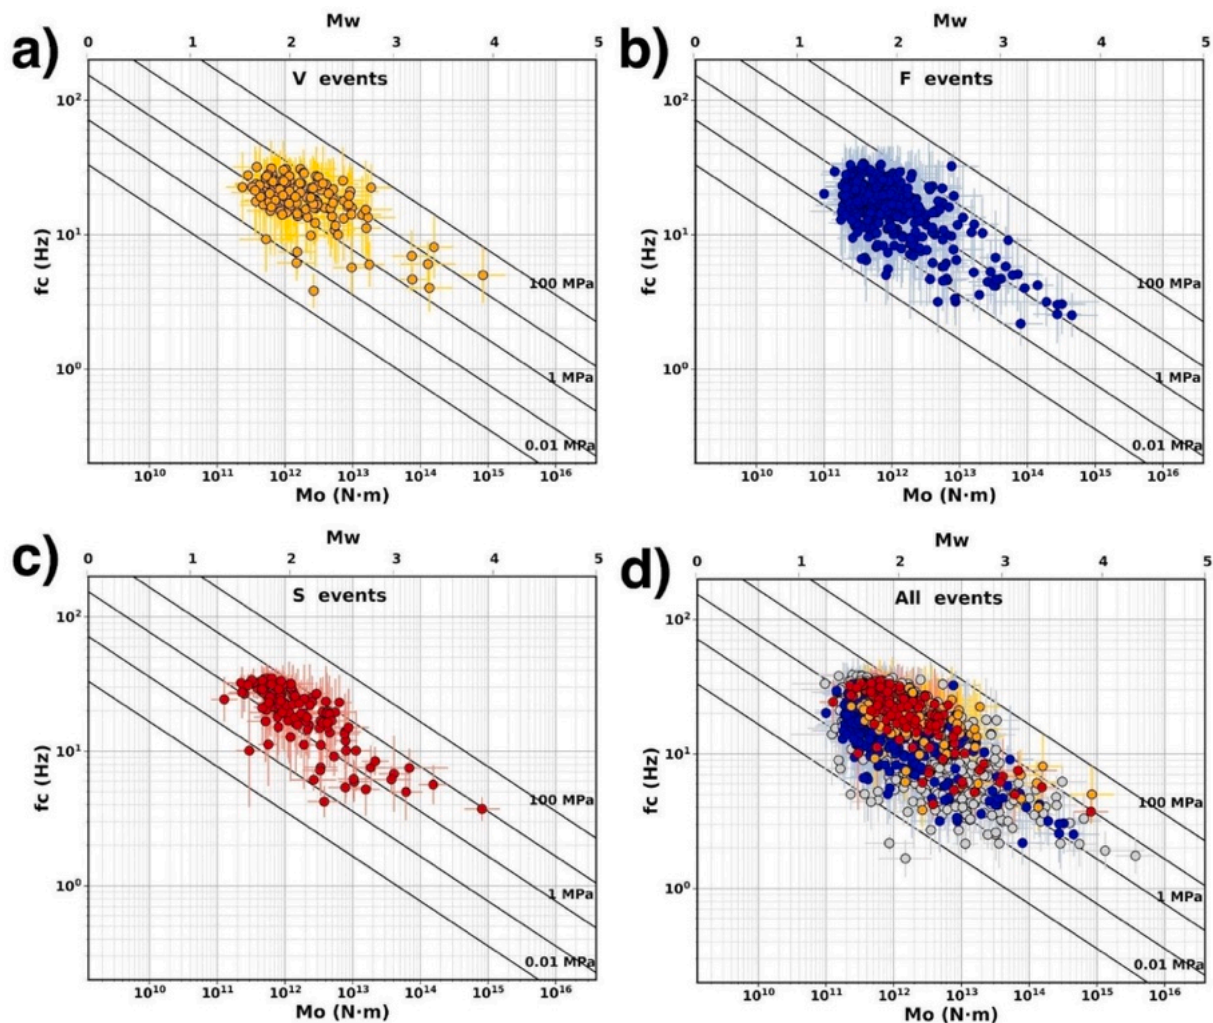 Mw
Mw
a)
0 1 2 3 4 5
b)
0 1 2 3 4 5
V events
F events
10²
10¹
10⁰
fc (Hz)
100 MPa
1 MPa
0.01 MPa
10²
10¹
10⁰
fc (Hz)
100 MPa
1 MPa
0.01 MPa
10¹⁰ 10¹¹ 10¹² 10¹³ 10¹⁴ 10¹⁵ 10¹⁶
Mo (N·m)
10¹⁰ 10¹¹ 10¹² 10¹³ 10¹⁴ 10¹⁵ 10¹⁶
Mo (N·m)
Mw
Mw
c)
0 1 2 3 4 5
d)
0 1 2 3 4 5
S events
All events
10²
10¹
10⁰
fc (Hz)
100 MPa
1 MPa
0.01 MPa
10²
10¹
10⁰
fc (Hz)
100 MPa
1 MPa
0.01 MPa
10¹⁰ 10¹¹ 10¹² 10¹³ 10¹⁴ 10¹⁵ 10¹⁶
Mo (N·m)
10¹⁰ 10¹¹ 10¹² 10¹³ 10¹⁴ 10¹⁵ 10¹⁶
Mo (N·m)